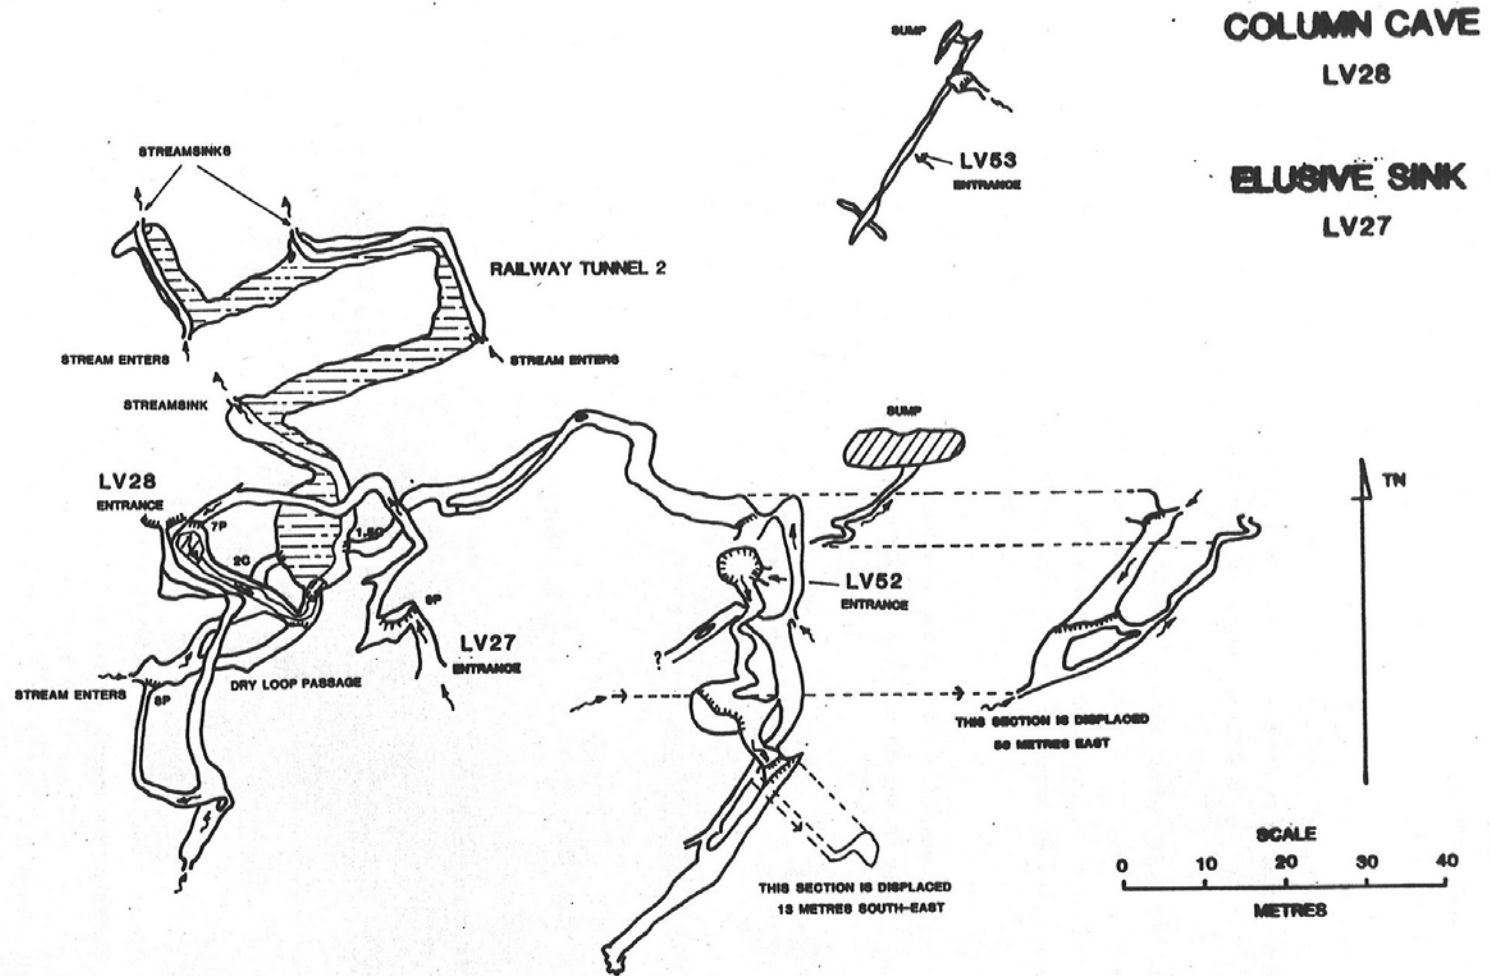 COLUMN CAVE
LV28
ELUSIVE SINK
LV27
SUMP
LV53
ENTRANCE
STREAMSINKS
RAILWAY TUNNEL 2
STREAM ENTERS
STREAM ENTERS
STREAMSINK
SUMP
TN
LV28
ENTRANCE
7P
1.5C
2C
LV52
ENTRANCE
9P
LV27
ENTRANCE
?
DRY LOOP PASSAGE
STREAM ENTERS
8P
THIS SECTION IS DISPLACED
50 METRES EAST
THIS SECTION IS DISPLACED
13 METRES SOUTH-EAST
SCALE
0 10 20 30 40
METRES